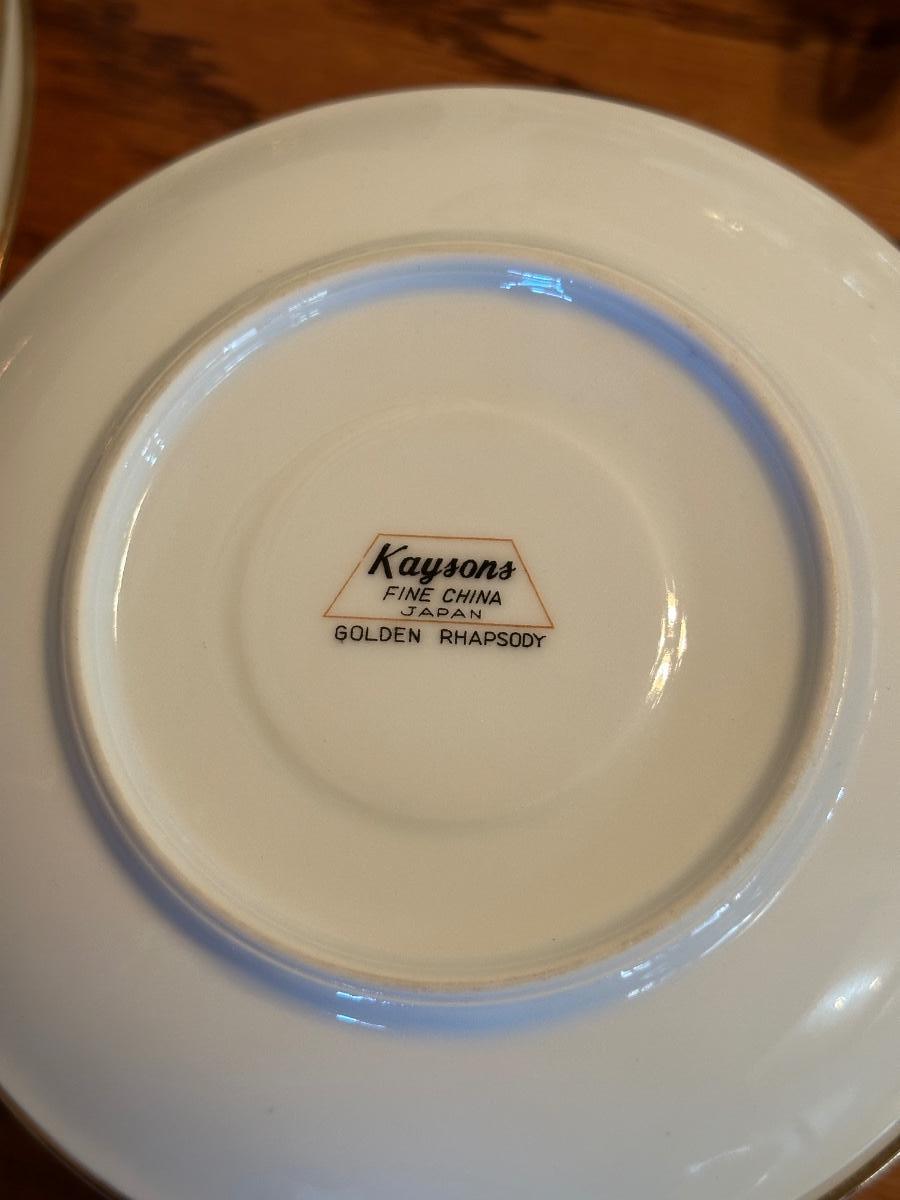 Kaysons
FINE CHINA
JAPAN
GOLDEN RHAPSODY